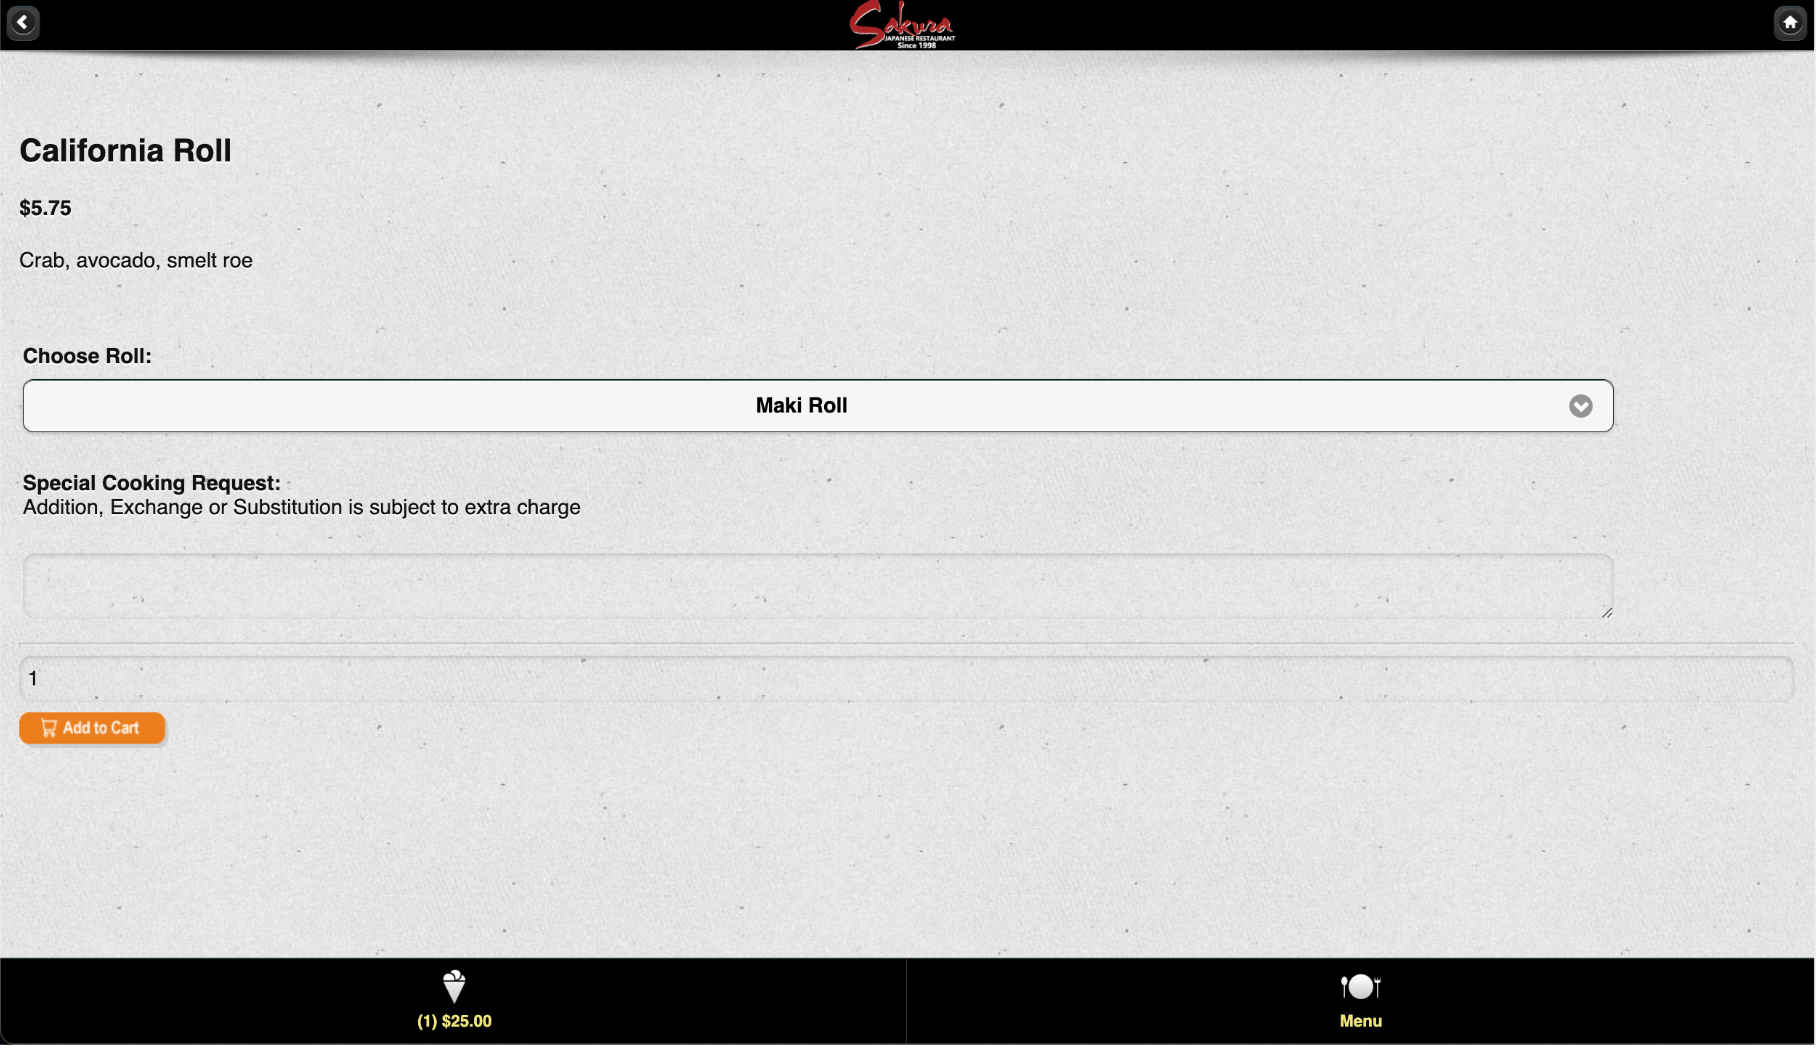 Sakura
JAPANESE RESTAURANT
Since 1998
California Roll
$5.75
Crab, avocado, smelt roe
Choose Roll:
Maki Roll
Special Cooking Request:
Addition, Exchange or Substitution is subject to extra charge
1
Add to Cart
(1) $25.00
Menu